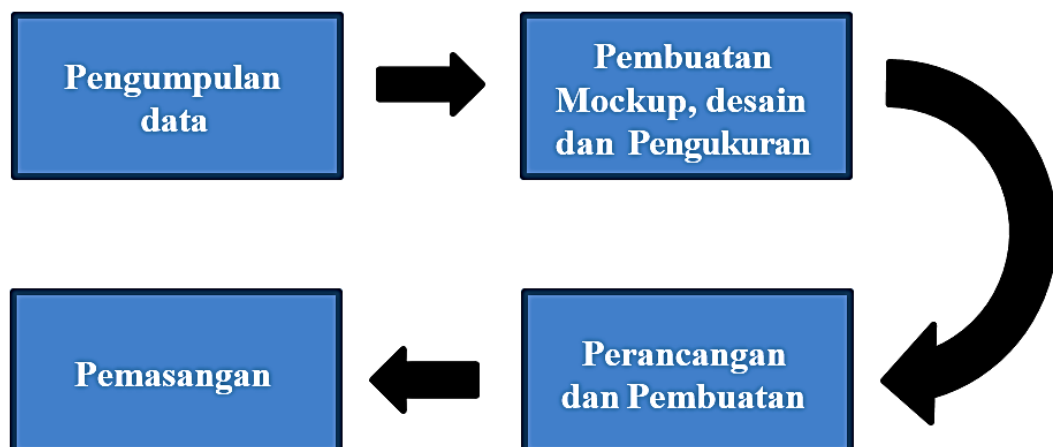 Pengumpulan
data
Pembuatan
Mockup, desain
dan Pengukuran
Perancangan
dan Pembuatan
Pemasangan